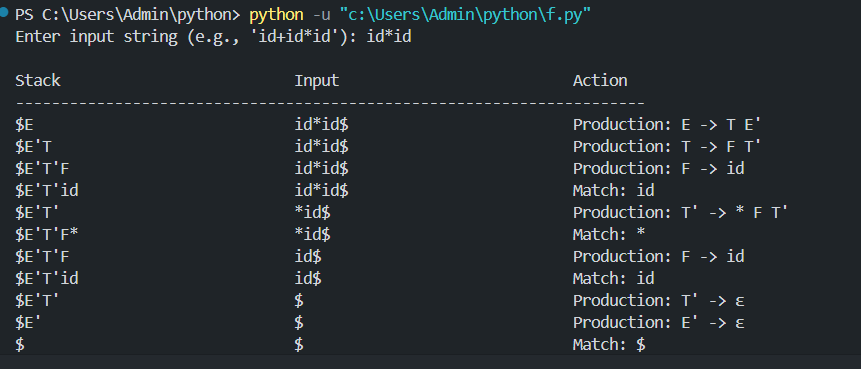 PS C:\Users\Admin\python> python -u "c:\Users\Admin\python\f.py"
Enter input string (e.g., 'id+id*id'): id*id
Stack Input Action
----------------------------------------------------------------------
$E id*id$ Production: E -> T E'
$E'T id*id$ Production: T -> F T'
$E'T'F id*id$ Production: F -> id
$E'T'id id*id$ Match: id
$E'T' *id$ Production: T' -> * F T'
$E'T'F* *id$ Match: *
$E'T'F id$ Production: F -> id
$E'T'id id$ Match: id
$E'T' $ Production: T' -> ε
$E' $ Production: E' -> ε
$ $ Match: $